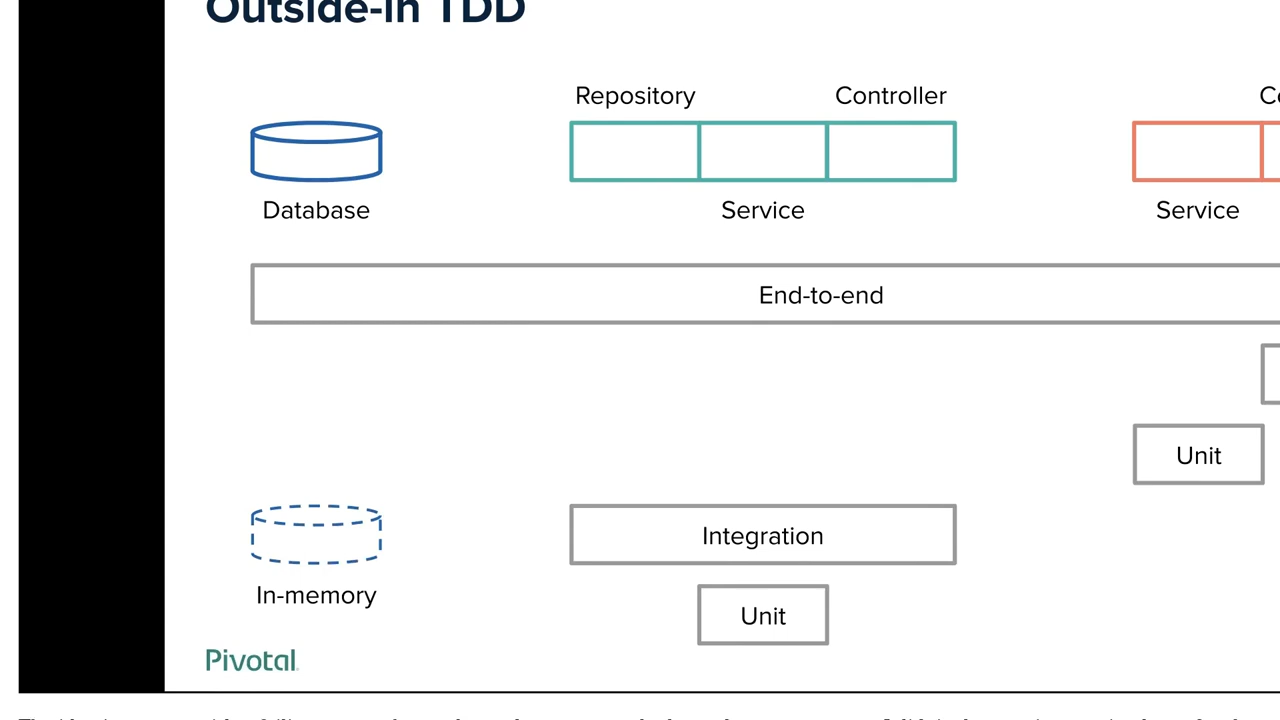 Outside-in TDD
Repository Controller
Database
Service
Service
End-to-end
Unit
Integration
In-memory
Unit
Pivotal